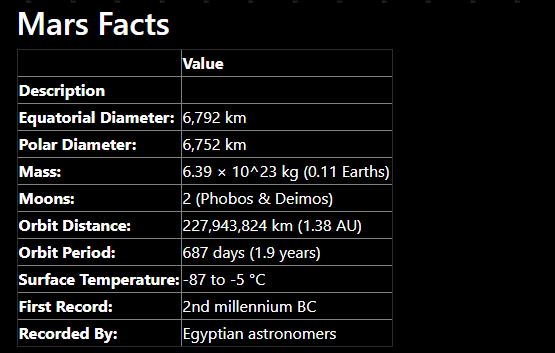 Mars Facts
Value
Description
Equatorial Diameter: 6,792 km
Polar Diameter: 6,752 km
Mass: 6.39 × 10^23 kg (0.11 Earths)
Moons: 2 (Phobos & Deimos)
Orbit Distance: 227,943,824 km (1.38 AU)
Orbit Period: 687 days (1.9 years)
Surface Temperature: -87 to -5 °C
First Record: 2nd millennium BC
Recorded By: Egyptian astronomers